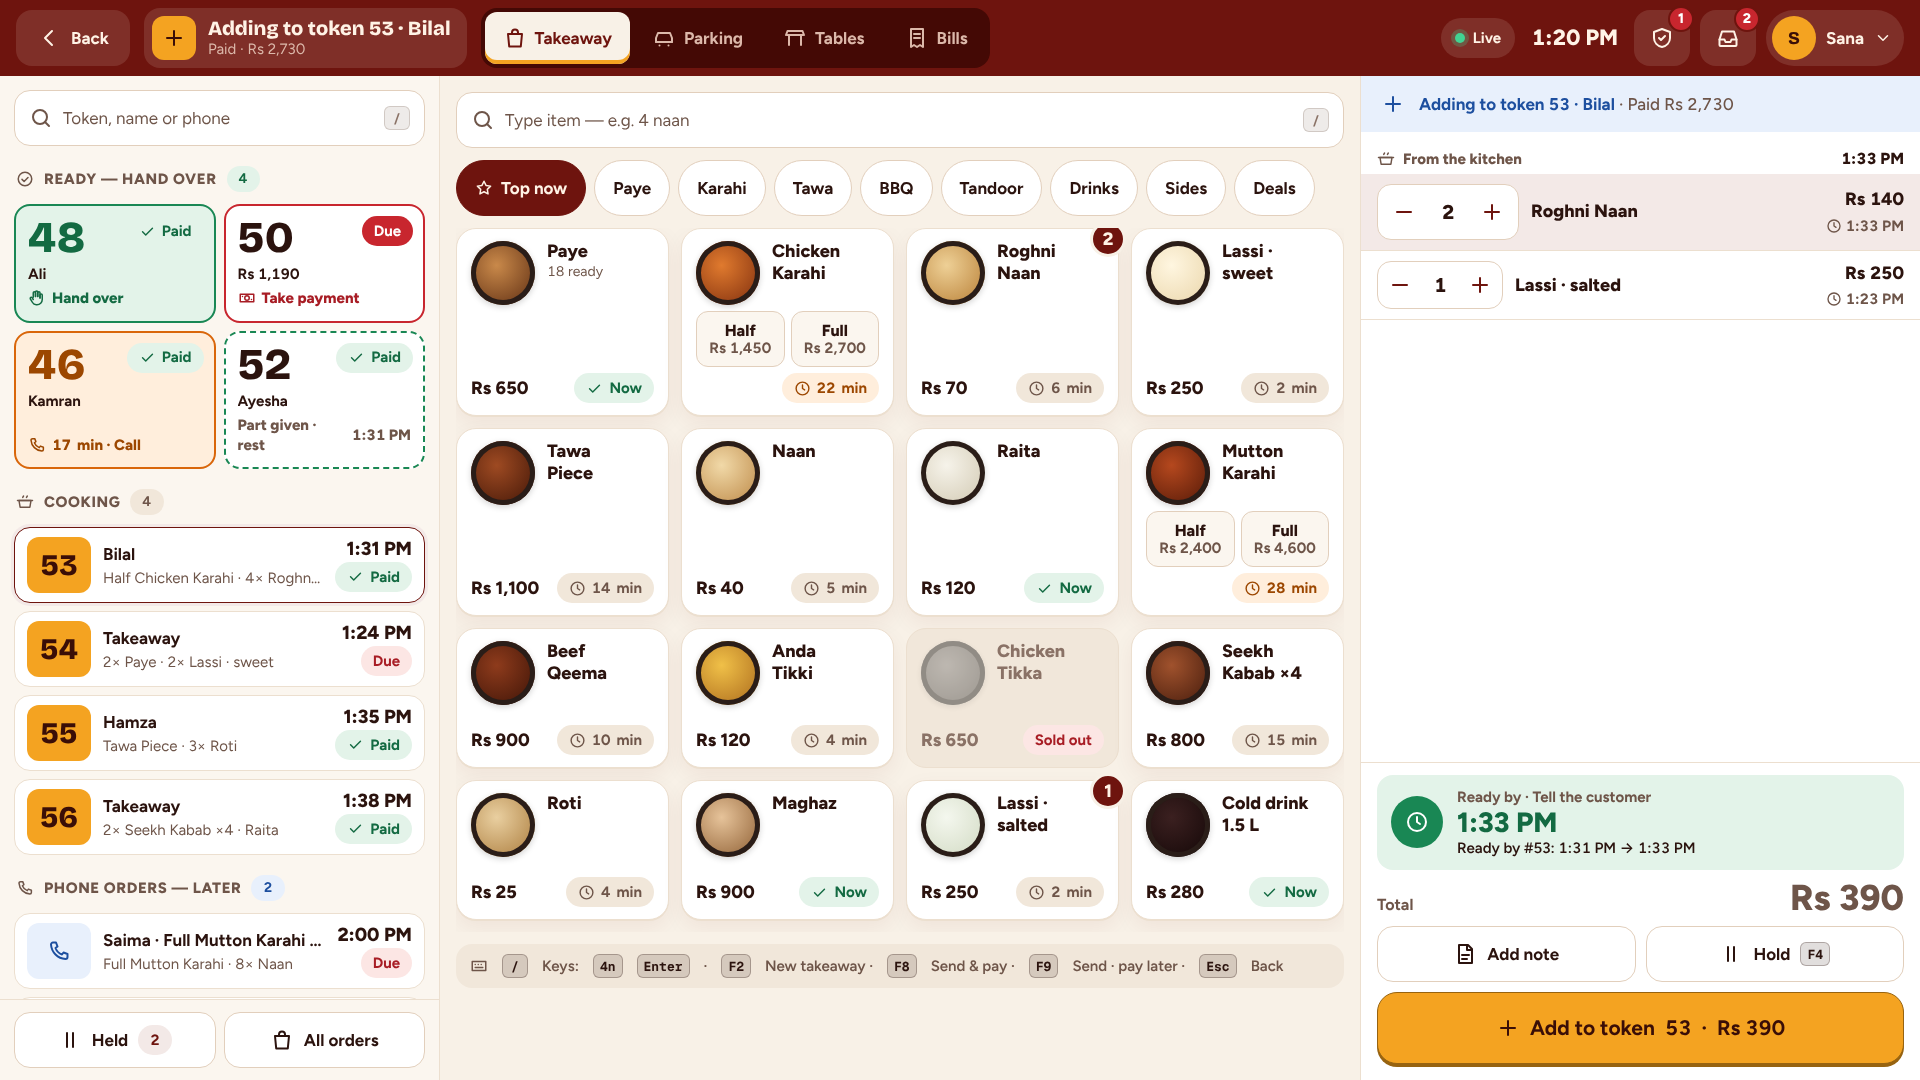 Back
Adding to token 53 · Bilal
Paid · Rs 2,730
Takeaway
Parking
Tables
Bills
Live
1:20 PM
1
2
S
Sana
Token, name or phone
/
READY — HAND OVER 4
48
Paid
Ali
Hand over
50
Due
Rs 1,190
Take payment
46
Paid
Kamran
17 min · Call
52
Paid
Ayesha
Part given ·
rest
1:31 PM
COOKING 4
53
Bilal
1:31 PM
Half Chicken Karahi · 4× Roghn...
Paid
54
Takeaway
1:24 PM
2× Paye · 2× Lassi · sweet
Due
55
Hamza
1:35 PM
Tawa Piece · 3× Roti
Paid
56
Takeaway
1:38 PM
2× Seekh Kabab ×4 · Raita
Paid
PHONE ORDERS — LATER 2
Saima · Full Mutton Karahi ...
2:00 PM
Full Mutton Karahi · 8× Naan
Due
Held 2
All orders
Type item — e.g. 4 naan
/
Top now
Paye
Karahi
Tawa
BBQ
Tandoor
Drinks
Sides
Deals
Paye
18 ready
Rs 650
Now
Chicken
Karahi
Half
Rs 1,450
Full
Rs 2,700
22 min
2
Roghni
Naan
Rs 70
6 min
Lassi ·
sweet
Rs 250
2 min
Tawa
Piece
Rs 1,100
14 min
Naan
Rs 40
5 min
Raita
Rs 120
Now
Mutton
Karahi
Half
Rs 2,400
Full
Rs 4,600
28 min
Beef
Qeema
Rs 900
10 min
Anda
Tikki
Rs 120
4 min
Chicken
Tikka
Rs 650
Sold out
Seekh
Kabab ×4
Rs 800
15 min
Roti
Rs 25
4 min
Maghaz
Rs 900
Now
1
Lassi ·
salted
Rs 250
2 min
Cold drink
1.5 L
Rs 280
Now
/ Keys: 4n Enter · F2 New takeaway · F8 Send & pay · F9 Send · pay later · Esc Back
Adding to token 53 · Bilal · Paid Rs 2,730
From the kitchen
1:33 PM
2
Roghni Naan
Rs 140
1:33 PM
1
Lassi · salted
Rs 250
1:23 PM
Ready by · Tell the customer
1:33 PM
Ready by #53: 1:31 PM → 1:33 PM
Total
Rs 390
Add note
Hold F4
Add to token 53 · Rs 390